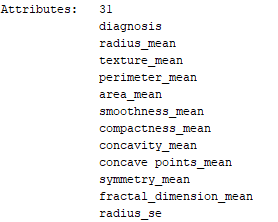 Attributes: 31
diagnosis
radius_mean
texture_mean
perimeter_mean
area_mean
smoothness_mean
compactness_mean
concavity_mean
concave points_mean
symmetry_mean
fractal_dimension_mean
radius_se